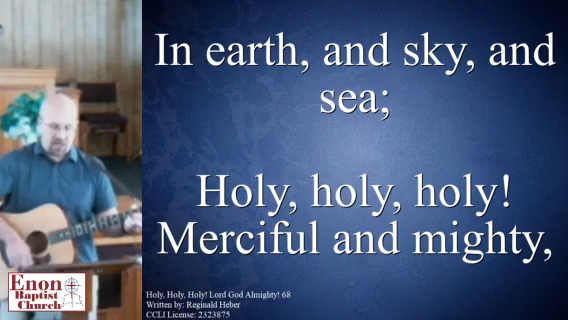 In earth, and sky, and
sea;
Holy, holy, holy!
Merciful and mighty,
Enon
Baptist
Church
Holy, Holy, Holy! Lord God Almighty! 68
Written by: Reginald Heber
CCLI License: 2323875